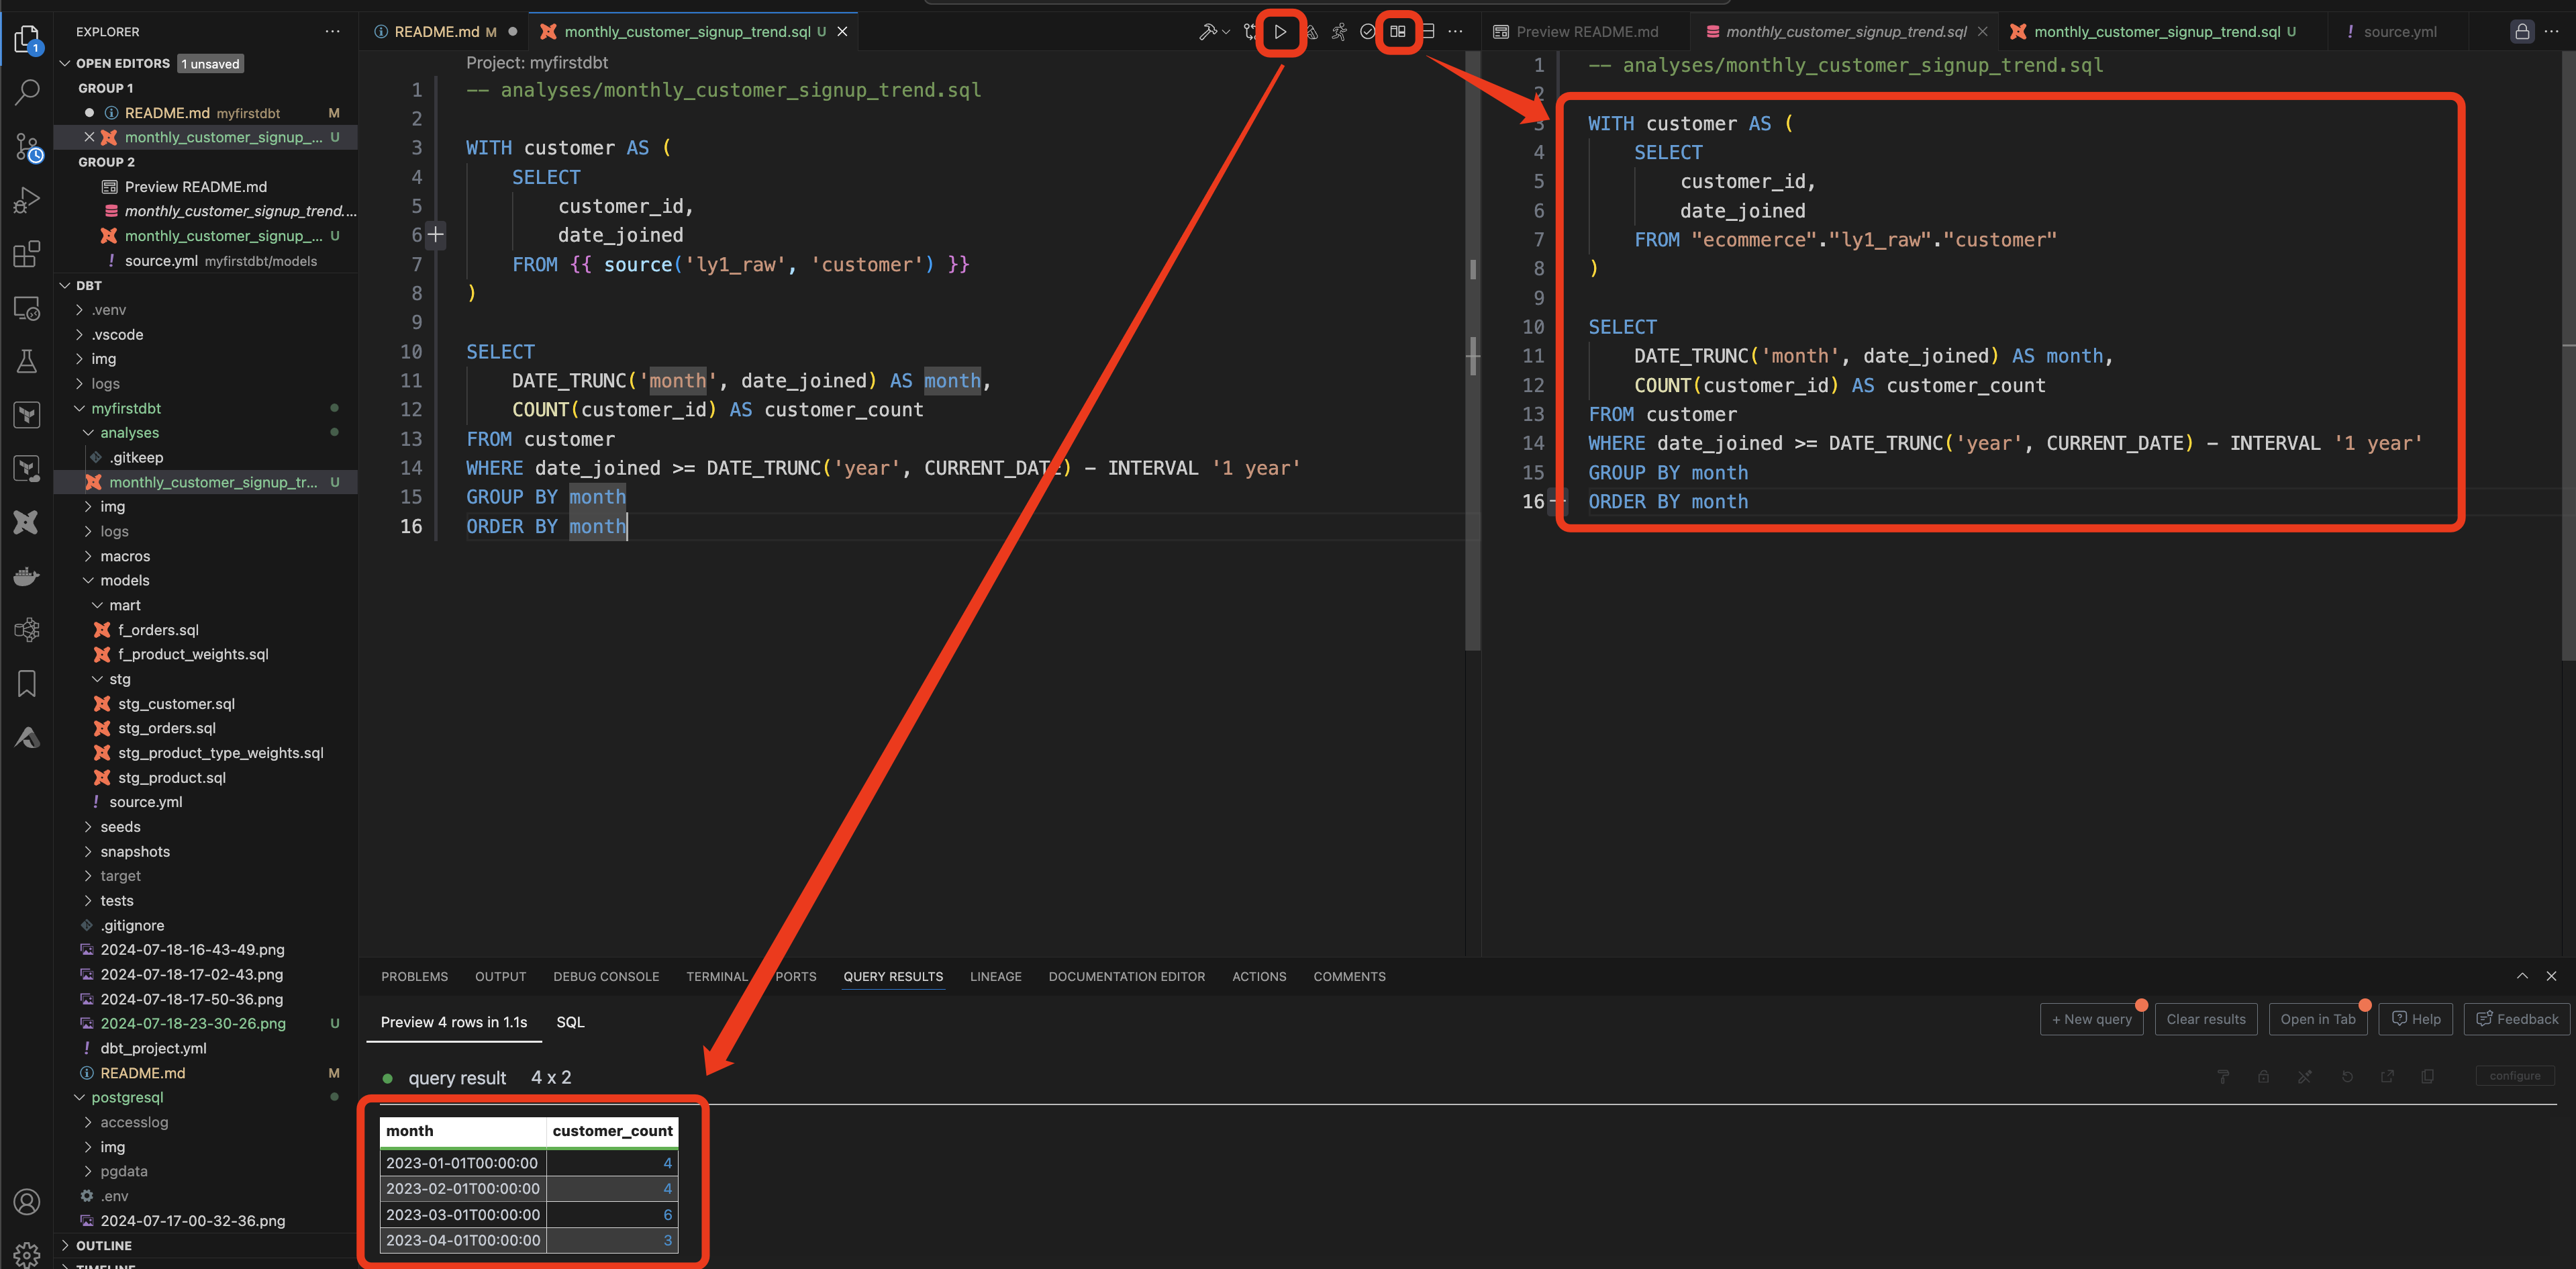 EXPLORER
OPEN EDITORS 1 unsaved
GROUP 1
README.md myfirstdbt M
monthly_customer_signup_... U
GROUP 2
Preview README.md
monthly_customer_signup_trend....
monthly_customer_signup_... U
! source.yml myfirstdbt/models
DBT
.venv
.vscode
img
logs
myfirstdbt
analyses
.gitkeep
monthly_customer_signup_tr... U
img
logs
macros
models
mart
f_orders.sql
f_product_weights.sql
stg
stg_customer.sql
stg_orders.sql
stg_product_type_weights.sql
stg_product.sql
! source.yml
seeds
snapshots
target
tests
.gitignore
2024-07-18-16-43-49.png
2024-07-18-17-02-43.png
2024-07-18-17-50-36.png
2024-07-18-23-30-26.png U
! dbt_project.yml
README.md M
postgresql
accesslog
img
pgdata
.env
2024-07-17-00-32-36.png
OUTLINE
TIMELINE
1
README.md M
monthly_customer_signup_trend.sql U
Project: myfirstdbt
1 -- analyses/monthly_customer_signup_trend.sql
2
3 WITH customer AS (
4 SELECT
5 customer_id,
6 date_joined
7 FROM {{ source('ly1_raw', 'customer') }}
8 )
9
10 SELECT
11 DATE_TRUNC('month', date_joined) AS month,
12 COUNT(customer_id) AS customer_count
13 FROM customer
14 WHERE date_joined >= DATE_TRUNC('year', CURRENT_DATE) - INTERVAL '1 year'
15 GROUP BY month
16 ORDER BY month
Preview README.md
monthly_customer_signup_trend.sql
monthly_customer_signup_trend.sql U
! source.yml
1 -- analyses/monthly_customer_signup_trend.sql
2
3 WITH customer AS (
4 SELECT
5 customer_id,
6 date_joined
7 FROM "ecommerce"."ly1_raw"."customer"
8 )
9
10 SELECT
11 DATE_TRUNC('month', date_joined) AS month,
12 COUNT(customer_id) AS customer_count
13 FROM customer
14 WHERE date_joined >= DATE_TRUNC('year', CURRENT_DATE) - INTERVAL '1 year'
15 GROUP BY month
16 ORDER BY month
PROBLEMS OUTPUT DEBUG CONSOLE TERMINAL PORTS QUERY RESULTS LINEAGE DOCUMENTATION EDITOR ACTIONS COMMENTS
Preview 4 rows in 1.1s SQL
+ New query Clear results Open in Tab Help Feedback
query result 4 x 2
configure
month customer_count
2023-01-01T00:00:00 4
2023-02-01T00:00:00 4
2023-03-01T00:00:00 6
2023-04-01T00:00:00 3